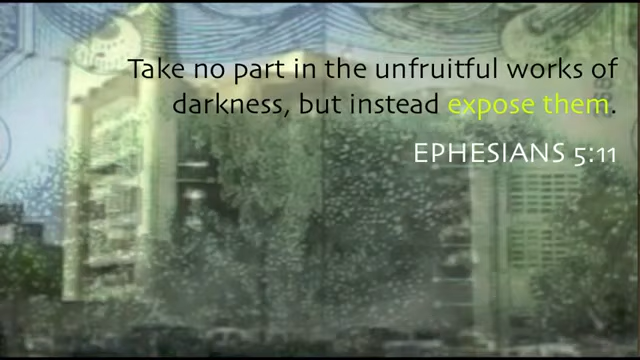 Take no part in the unfruitful works of
darkness, but instead expose them.
EPHESIANS 5:11